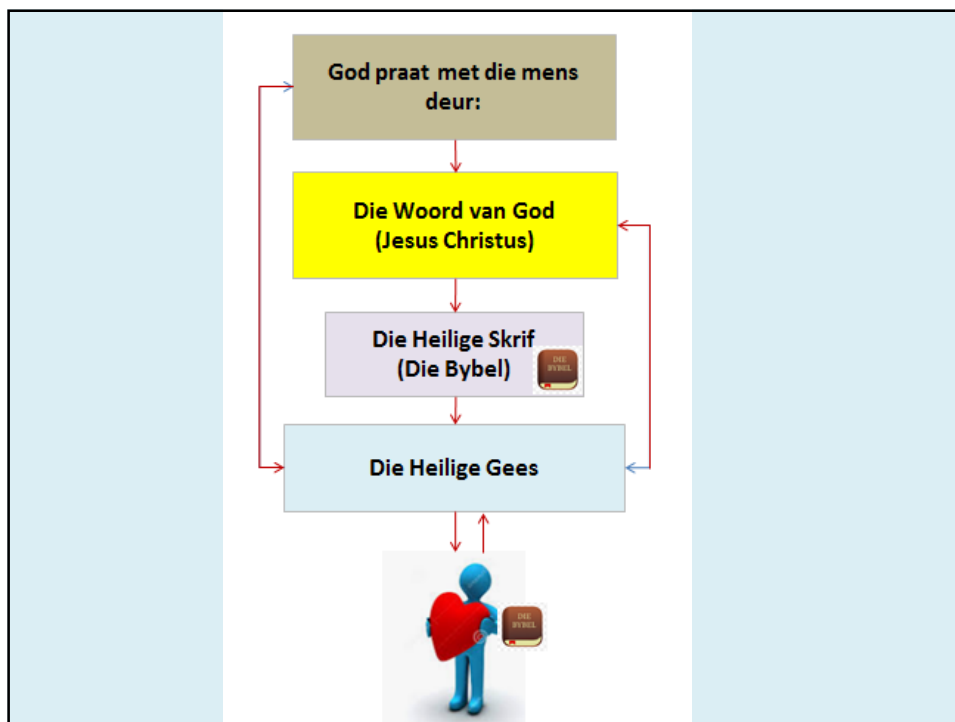 God praat met die mens
deur:
Die Woord van God
(Jesus Christus)
Die Heilige Skrif
(Die Bybel)
DIE
BYBEL
Die Heilige Gees
DIE
BYBEL